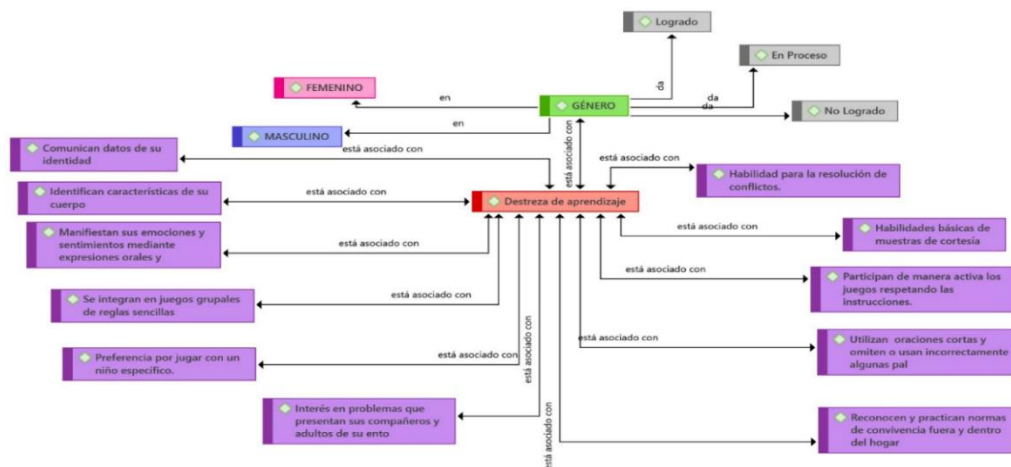 Logrado
En Proceso
da
da
da
No Logrado
FEMENINO
en
GÉNERO
MASCULINO
en
está asociado con
Comunican datos de su
identidad
está asociado con
Habilidad para la resolución de
conflictos.
Identifican características de su
cuerpo
está asociado con
Destreza de aprendizaje
Manifiestan sus emociones y
sentimientos mediante
expresiones orales y
está asociado con
está asociado con
Habilidades básicas de
muestras de cortesía
Se integran en juegos grupales
de reglas sencillas
está asociado con
está asociado con
Participan de manera activa los
juegos respetando las
instrucciones.
Preferencia por jugar con un
niño específico.
está asociado con
está asociado con
Utilizan oraciones cortas y
omiten o usan incorrectamente
algunas pal
Interés en problemas que
presentan sus compañeros y
adultos de su ento
está asociado con
está asociado con
Reconocen y practican normas
de convivencia fuera y dentro
del hogar